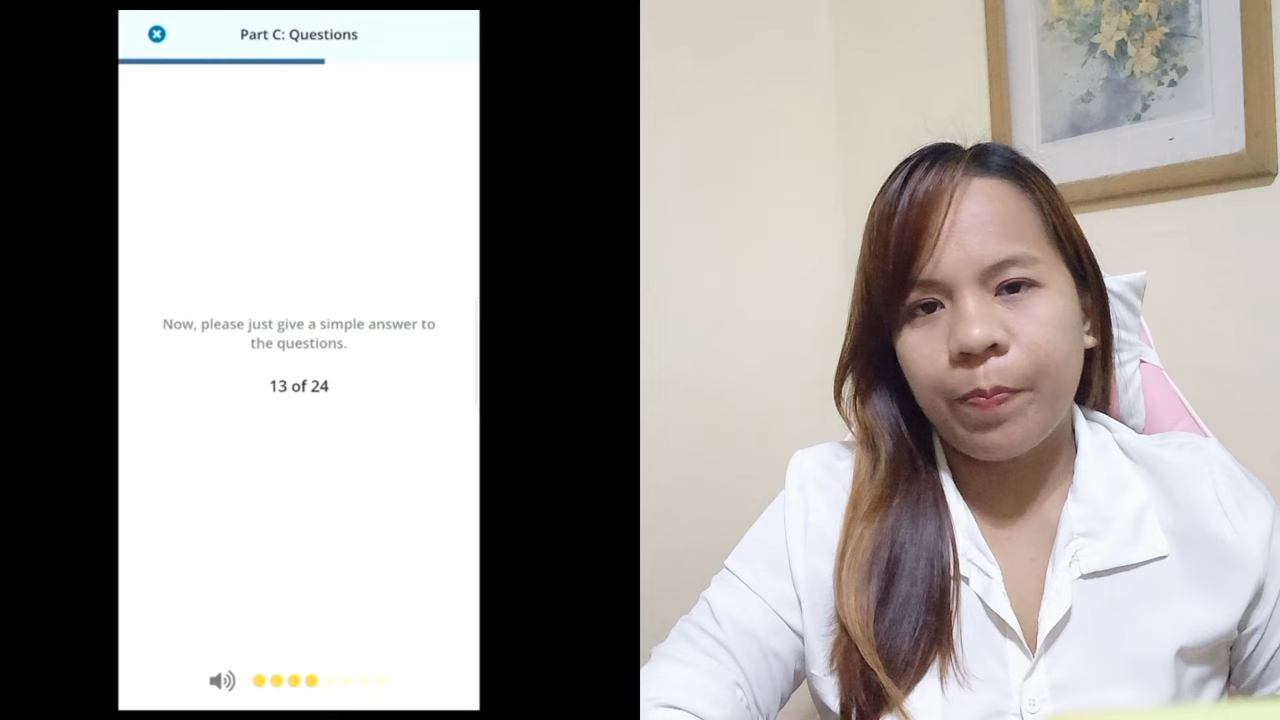 Part C: Questions
Now, please just give a simple answer to
the questions.
13 of 24